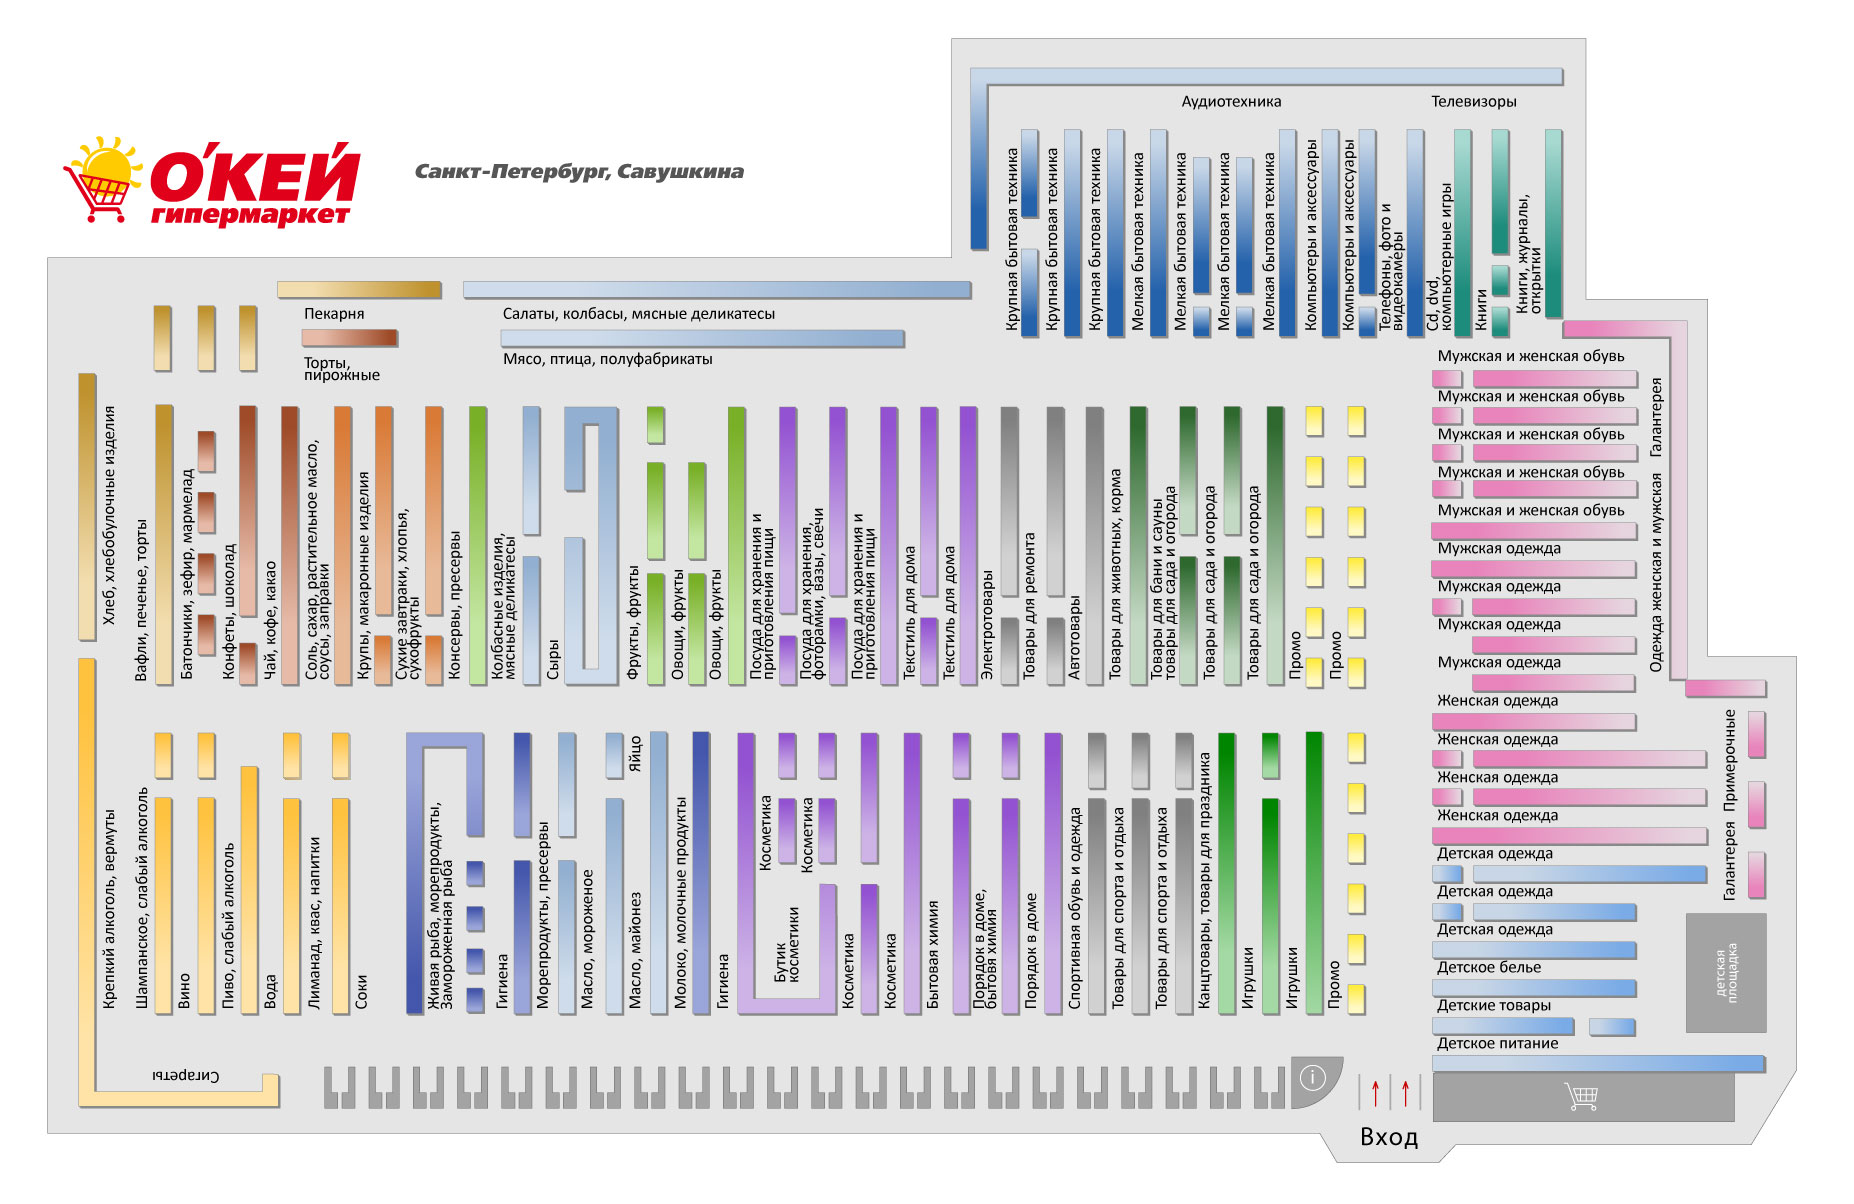 О'КЕЙ
гипермаркет
Санкт-Петербург, Савушкина
Аудиотехника
Телевизоры
Крупная бытовая техника
Крупная бытовая техника
Крупная бытовая техника
Мелкая бытовая техника
Мелкая бытовая техника
Мелкая бытовая техника
Мелкая бытовая техника
Компьютеры и аксессуары
Компьютеры и аксессуары
Телефоны, фото и
видеокамеры
Cd, dvd,
компьютерные игры
Книги
Книги, журналы,
открытки
Пекарня
Торты,
пирожные
Салаты, колбасы, мясные деликатесы
Мясо, птица, полуфабрикаты
Хлеб, хлебобулочные изделия
Вафли, печенье, торты
Батончики, зефир, мармелад
Конфеты, шоколад
Чай, кофе, какао
Соль, сахар, растительное масло,
соусы, заправки
Крупы, макаронные изделия
Сухие завтраки, хлопья,
сухофрукты
Консервы, пресервы
Колбасные изделия,
мясные деликатесы
Сыры
Фрукты, фрукты
Овощи, фрукты
Овощи, фрукты
Посуда для хранения и
приготовления пищи
Посуда для хранения,
фоторамки, вазы, свечи
Посуда для хранения и
приготовления пищи
Текстиль для дома
Текстиль для дома
Электротовары
Товары для ремонта
Автотовары
Товары для животных, корма
Товары для бани и сауны
товары для сада и огорода
Товары для сада и огорода
Товары для сада и огорода
Промо
Промо
Мужская и женская обувь
Мужская и женская обувь
Мужская и женская обувь
Мужская и женская обувь
Мужская и женская обувь
Мужская одежда
Мужская одежда
Мужская одежда
Мужская одежда
Женская одежда
Женская одежда
Женская одежда
Женская одежда
Детская одежда
Детская одежда
Детская одежда
Детское белье
Детские товары
Детское питание
Одежда женская и мужская
Галантерея
Галантерея
Примерочные
детская
площадка
Крепкий алкоголь, вермуты
Шампанское, слабый алкоголь
Вино
Пиво, слабый алкоголь
Вода
Лиманад, квас, напитки
Соки
Живая рыба, морепродукты,
Замороженная рыба
Гигиена
Морепродукты, пресервы
Масло, мороженое
Яйцо
Масло, майонез
Молоко, молочные продукты
Гигиена
Косметика
Косметика
Бутик
косметики
Косметика
Косметика
Бытовая химия
Порядок в доме,
бытовя химия
Порядок в доме
Спортивная обувь и одежда
Товары для спорта и отдыха
Товары для спорта и отдыха
Канцтовары, товары для праздника
Игрушки
Игрушки
Промо
Сигареты
i
Вход